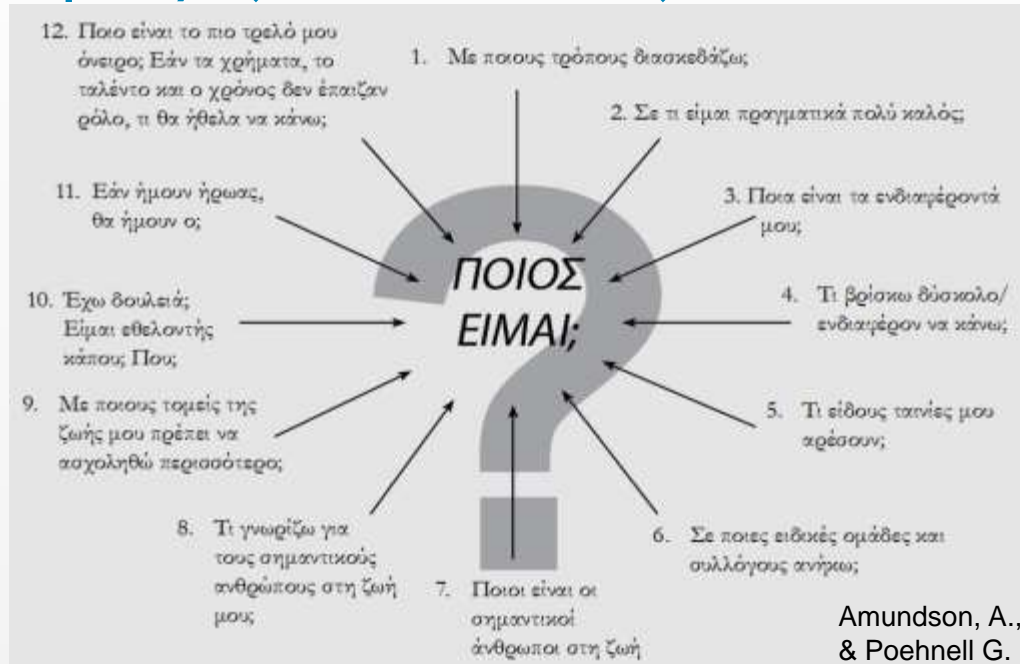 12. Ποιο είναι το πιο τρελό μου
όνειρο; Εάν τα χρήματα, το
ταλέντο και ο χρόνος δεν έπαιζαν
ρόλο, τι θα ήθελα να κάνω;
1. Με ποιους τρόπους διασκεδάζω;
2. Σε τι είμαι πραγματικά πολύ καλός;
3. Ποια είναι τα ενδιαφέροντά
μου;
4. Τι βρίσκω δύσκολο/
ενδιαφέρον να κάνω;
5. Τι είδους ταινίες μου
αρέσουν;
6. Σε ποιες ειδικές ομάδες και
συλλόγους ανήκω;
7. Ποιοι είναι οι
σημαντικοί
άνθρωποι στη ζωή
8. Τι γνωρίζω για
τους σημαντικούς
ανθρώπους στη ζωή
μου;
9. Με ποιους τομείς της
ζωής μου πρέπει να
ασχοληθώ περισσότερο;
10. Έχω δουλειά;
Είμαι εθελοντής
κάπου; Που;
11. Εάν ήμουν ήρωας,
θα ήμουν ο;
ΠΟΙΟΣ
ΕΙΜΑΙ;
Amundson, A.,
& Poehnell G.